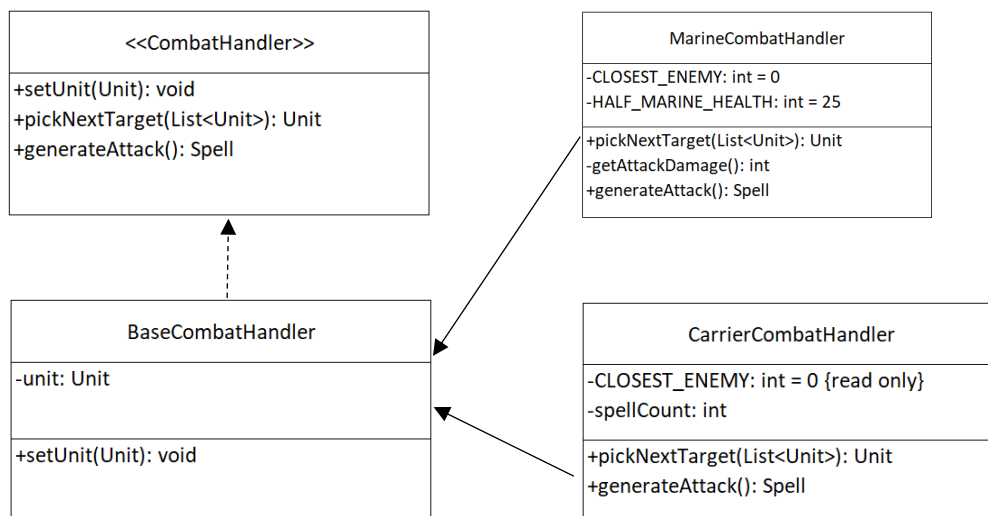 <<CombatHandler>>
+setUnit(Unit): void
+pickNextTarget(List<Unit>): Unit
+generateAttack(): Spell
MarineCombatHandler
-CLOSEST_ENEMY: int = 0
-HALF_MARINE_HEALTH: int = 25
+pickNextTarget(List<Unit>): Unit
-getAttackDamage(): int
+generateAttack(): Spell
BaseCombatHandler
-unit: Unit
+setUnit(Unit): void
CarrierCombatHandler
-CLOSEST_ENEMY: int = 0 {read only}
-spellCount: int
+pickNextTarget(List<Unit>): Unit
+generateAttack(): Spell